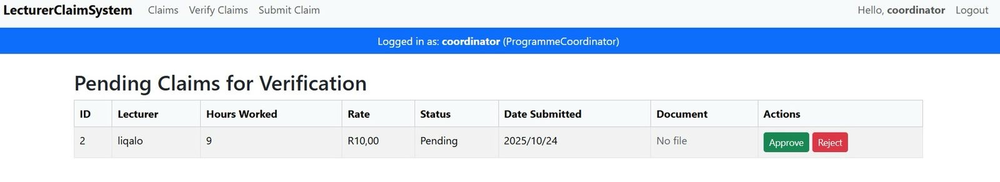 LecturerClaimSystem Claims Verify Claims Submit Claim Hello, coordinator Logout
Logged in as: coordinator (ProgrammeCoordinator)
Pending Claims for Verification
ID Lecturer Hours Worked Rate Status Date Submitted Document Actions
2 liqalo 9 R10,00 Pending 2025/10/24 No file Approve Reject